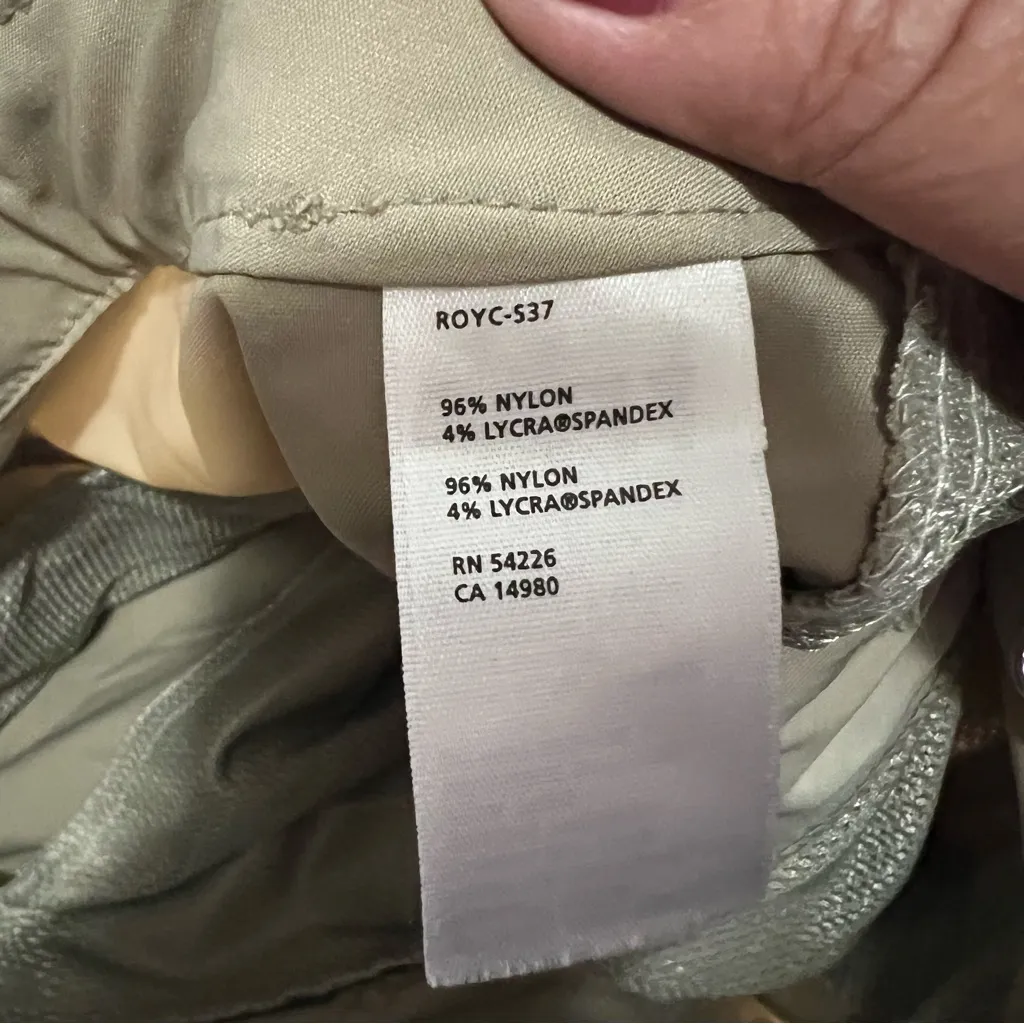 ROYC-S37
96% NYLON
4% LYCRA®SPANDEX
96% NYLON
4% LYCRA®SPANDEX
RN 54226
CA 14980